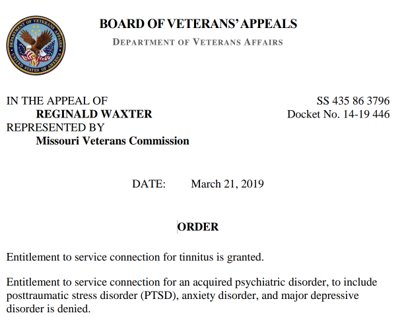 BOARD OF VETERANS' APPEALS
DEPARTMENT OF VETERANS AFFAIRS
IN THE APPEAL OF SS 435 86 3796
REGINALD WAXTER Docket No. 14-19 446
REPRESENTED BY
Missouri Veterans Commission
DATE: March 21, 2019
ORDER
Entitlement to service connection for tinnitus is granted.
Entitlement to service connection for an acquired psychiatric disorder, to include
posttraumatic stress disorder (PTSD), anxiety disorder, and major depressive
disorder is denied.